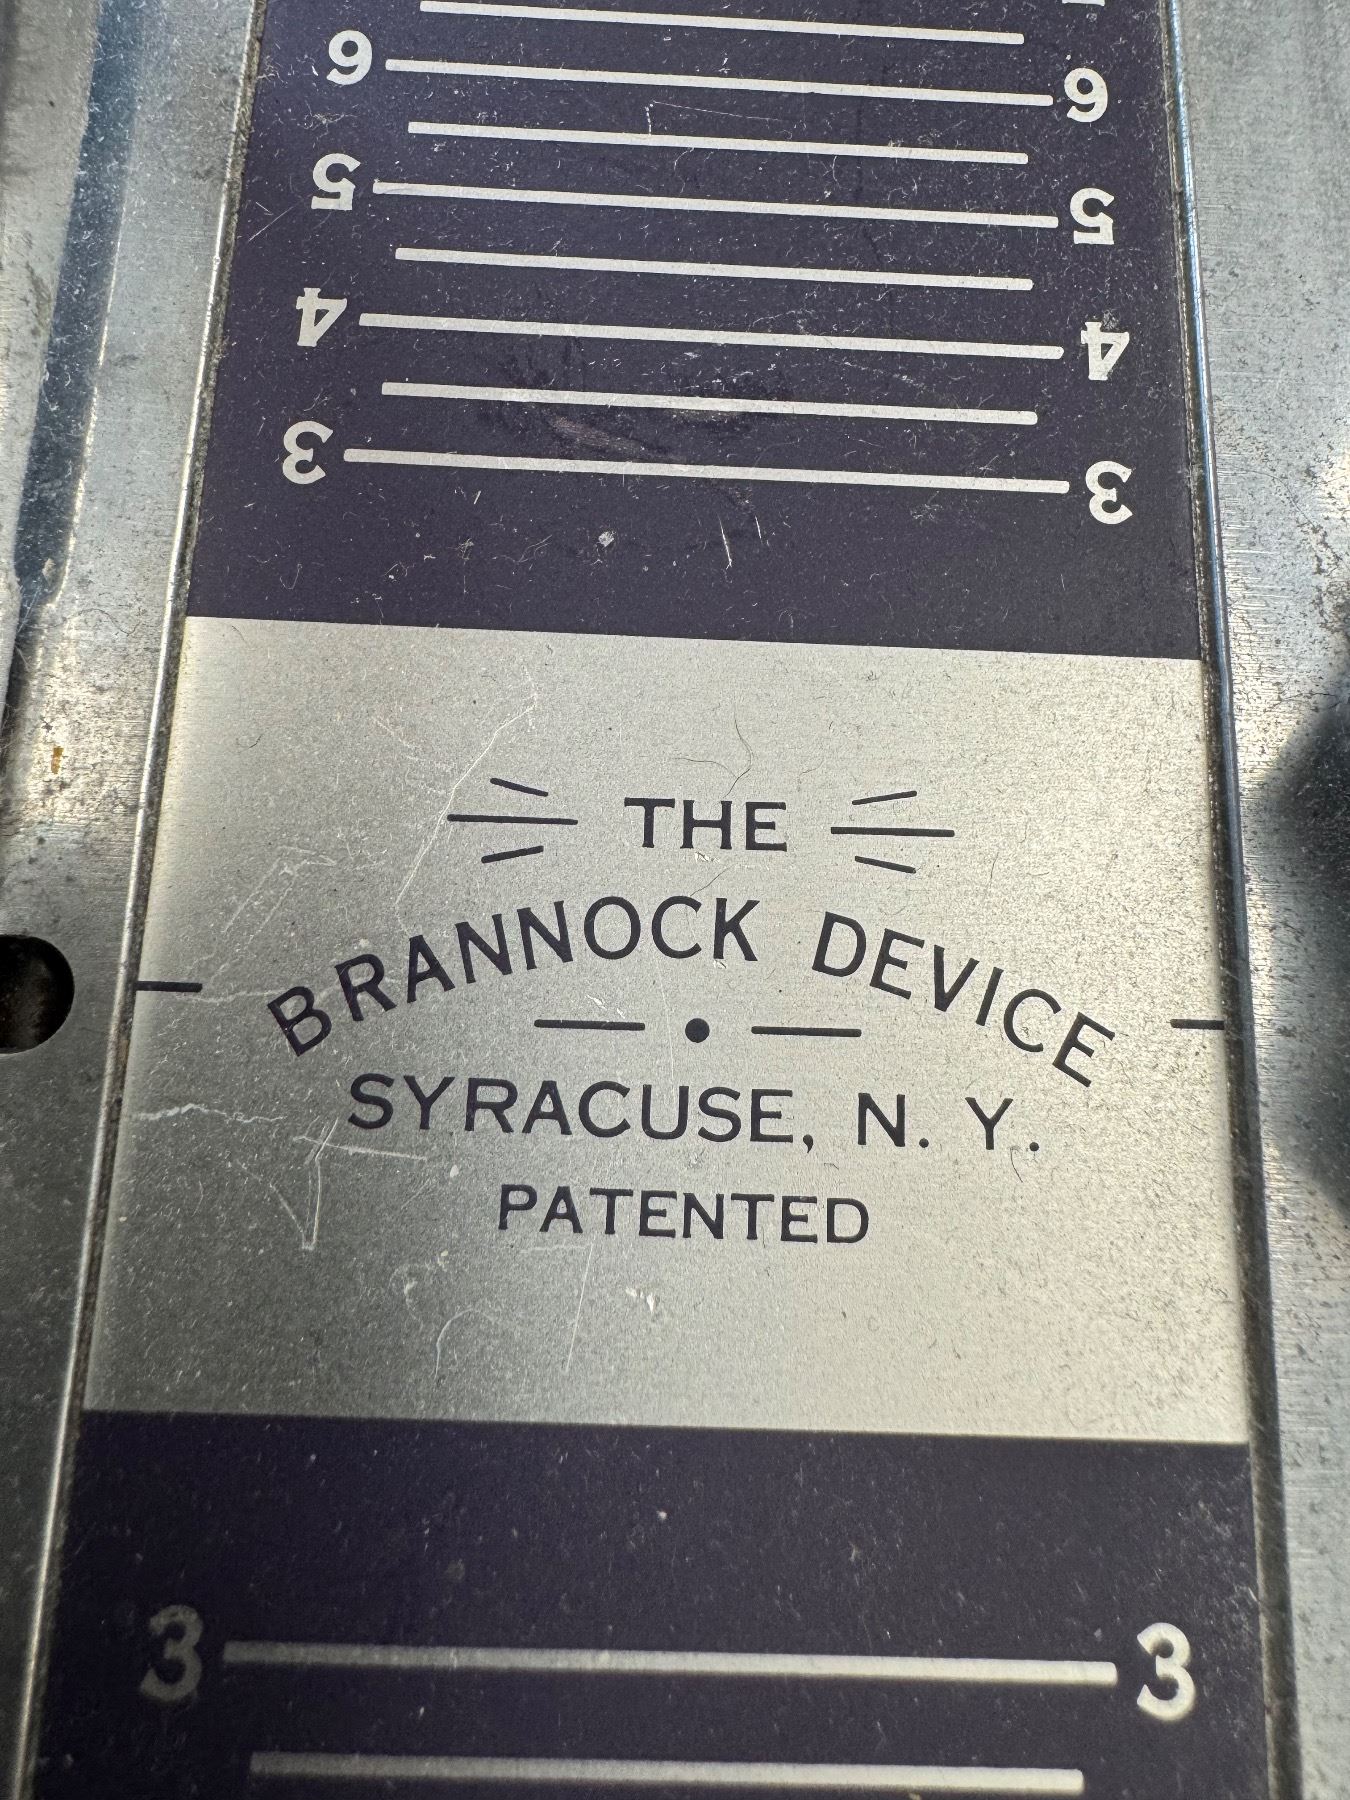 6 6
5 5
4 4
3 3
THE
BRANNOCK DEVICE
SYRACUSE, N. Y.
PATENTED
3 3